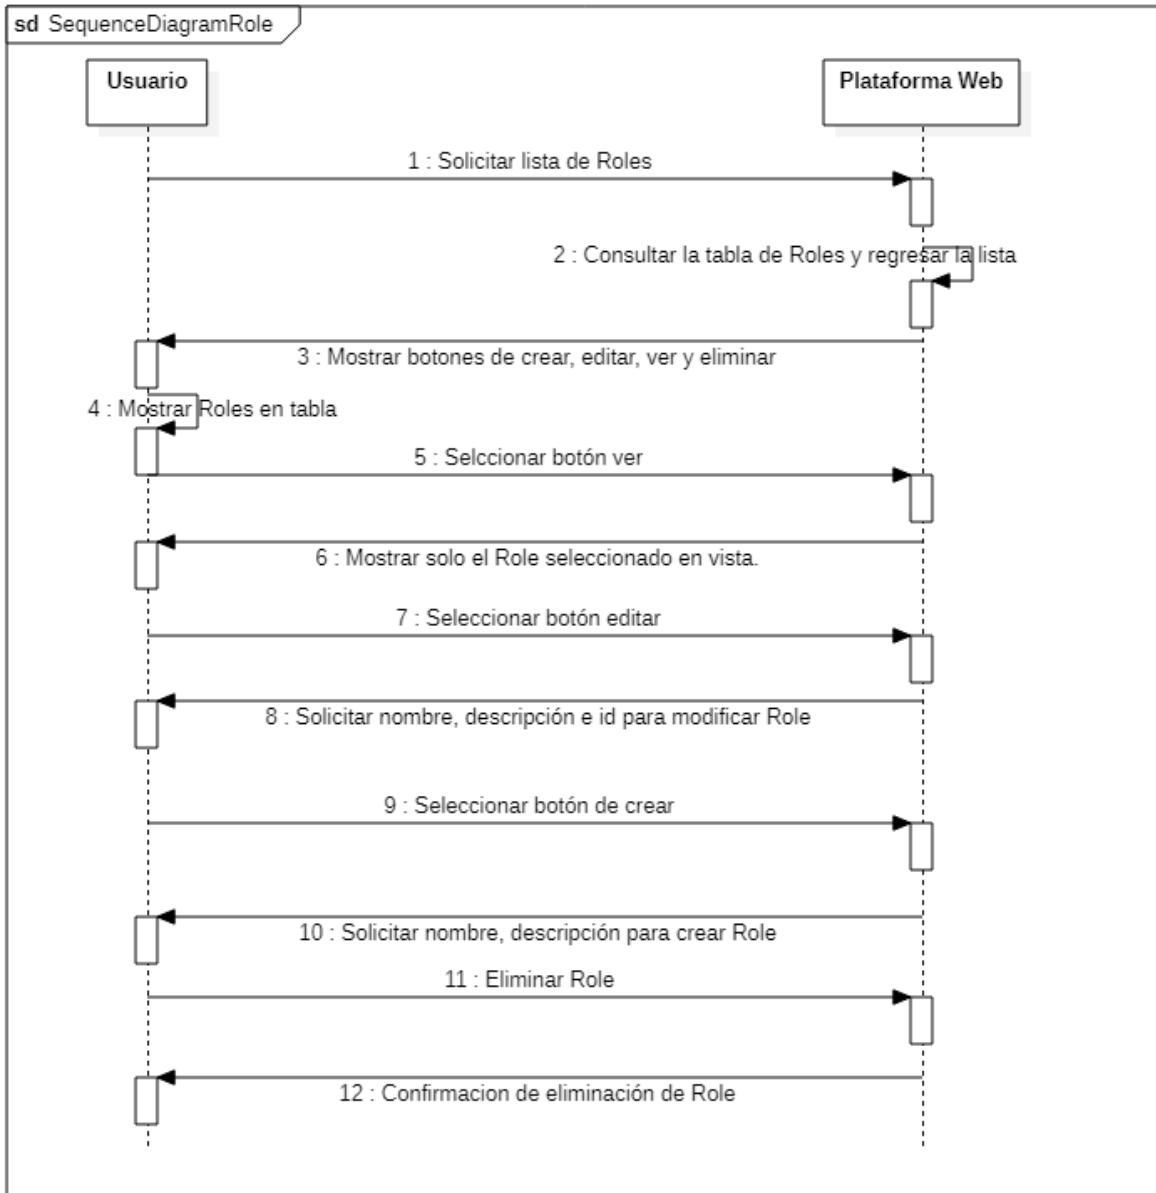 sd SequenceDiagramRole
Usuario
Plataforma Web
1 : Solicitar lista de Roles
2 : Consultar la tabla de Roles y regresar la lista
3 : Mostrar botones de crear, editar, ver y eliminar
4 : Mostrar Roles en tabla
5 : Selccionar botón ver
6 : Mostrar solo el Role seleccionado en vista.
7 : Seleccionar botón editar
8 : Solicitar nombre, descripción e id para modificar Role
9 : Seleccionar botón de crear
10 : Solicitar nombre, descripción para crear Role
11 : Eliminar Role
12 : Confirmacion de eliminación de Role